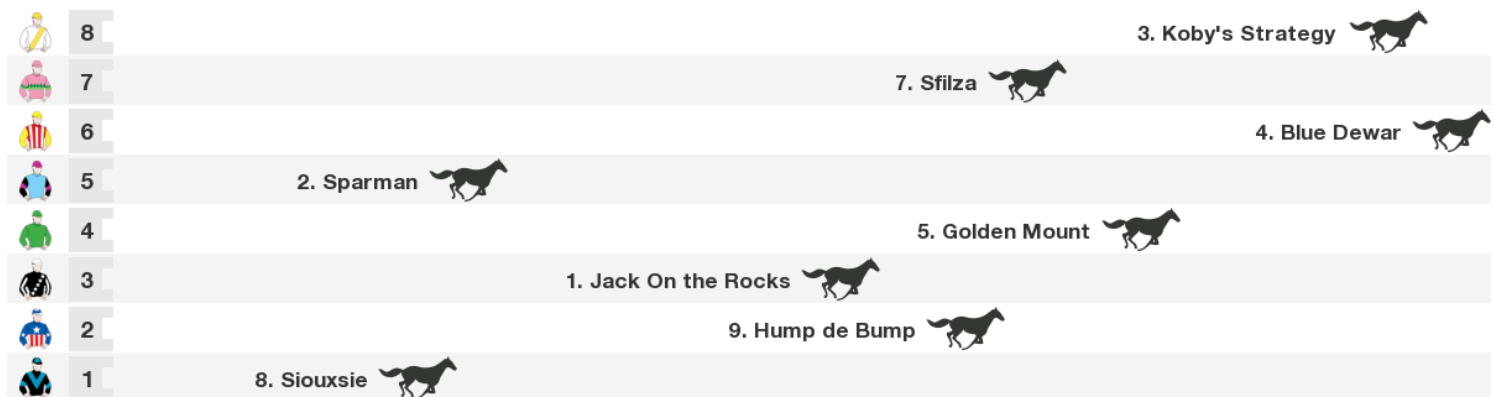 8 3. Koby's Strategy
7 7. Sfilza
6 4. Blue Dewar
5 2. Sparman
4 5. Golden Mount
3 1. Jack On the Rocks
2 9. Hump de Bump
1 8. Siouxsie